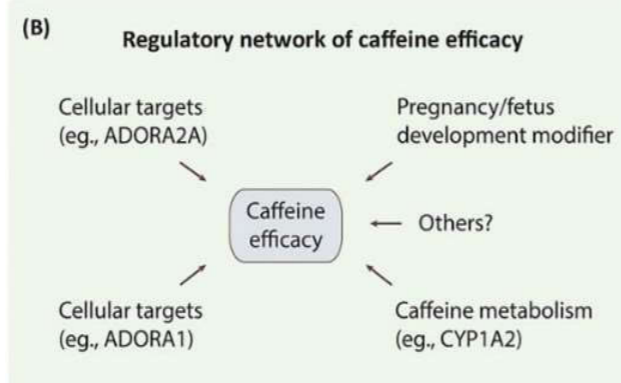 (B)
Regulatory network of caffeine efficacy
Cellular targets
(eg., ADORA2A)
Pregnancy/fetus
development modifier
Caffeine
efficacy
Others?
Cellular targets
(eg., ADORA1)
Caffeine metabolism
(eg., CYP1A2)